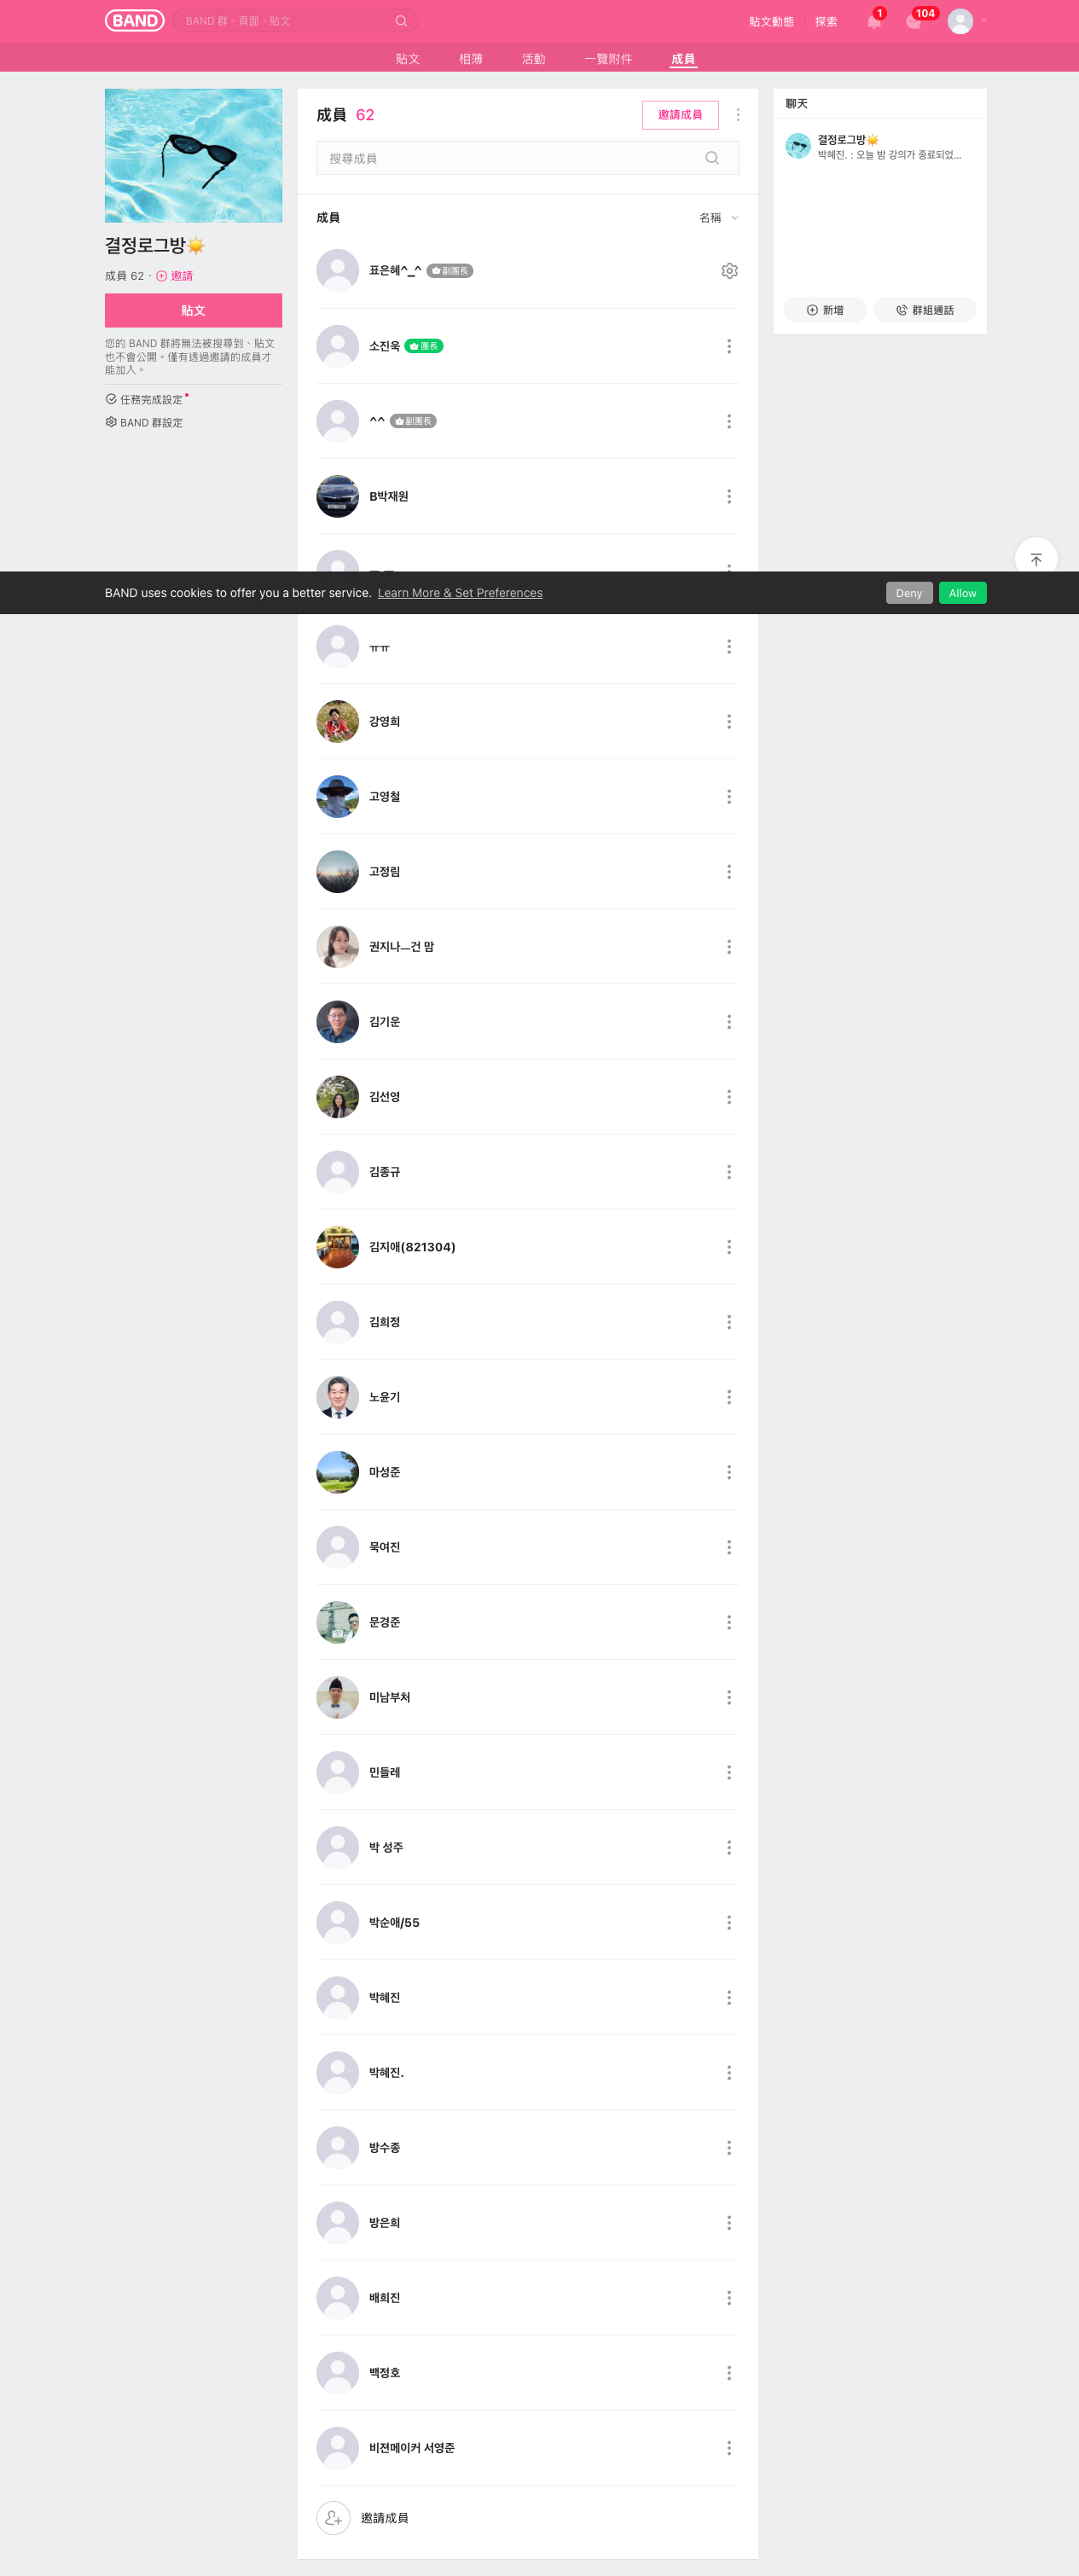 BAND
BAND 群、頁面、貼文
貼文動態
探索
1
104
貼文
相簿
活動
一覽附件
成員
결정로그방
成員 62 · 邀請
貼文
您的 BAND 群將無法被搜尋到、貼文
也不會公開。僅有透過邀請的成員才
能加入。
任務完成設定
BAND 群設定
成員 62
邀請成員
搜尋成員
成員
名稱
표은혜^_^ 副團長
소진욱 團長
^^ 副團長
B박재원
BAND uses cookies to offer you a better service. Learn More & Set Preferences
Deny
Allow
ㅠㅠ
강영희
고영철
고정림
권지나ㅡ건 맘
김기운
김선영
김종규
김지애(821304)
김희정
노윤기
마성준
묵여진
문경준
미남부처
민들레
박 성주
박순애/55
박혜진
박혜진.
방수종
방은희
배희진
백정호
비젼메이커 서영준
邀請成員
聊天
결정로그방
박혜진. : 오늘 밤 강의가 종료되었...
新增
群組通話